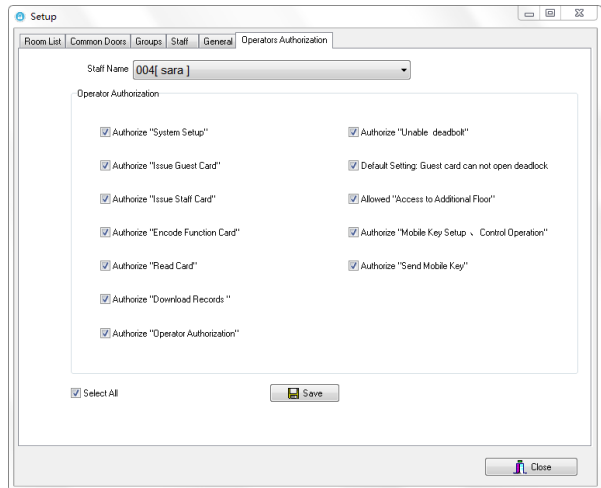 Setup
Room List Common Doors Groups Staff General Operators Authorization
Staff Name 004[ sara ]
Operator Authorization
Authorize "System Setup" Authorize "Unable deadbolt"
Authorize "Issue Guest Card" Default Setting: Guest card can not open deadlock
Authorize "Issue Staff Card" Allowed "Access to Additional Floor"
Authorize "Encode Function Card" Authorize "Mobile Key Setup 、 Control Operation"
Authorize "Read Card" Authorize "Send Mobile Key"
Authorize "Download Records "
Authorize "Operator Authorization"
Select All Save
Close